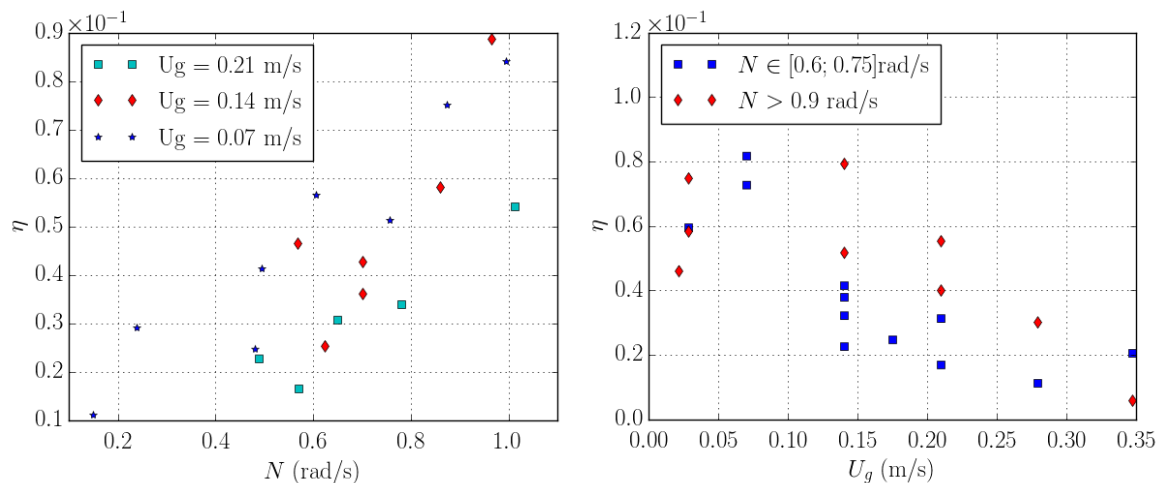 ×10⁻¹
0.9
0.8
0.7
0.6
0.5
0.4
0.3
0.2
0.1
η
0.2 0.4 0.6 0.8 1.0
N (rad/s)
Ug = 0.21 m/s
Ug = 0.14 m/s
Ug = 0.07 m/s
×10⁻¹
1.2
1.0
0.8
0.6
0.4
0.2
0.0
η
0.00 0.05 0.10 0.15 0.20 0.25 0.30 0.35
U_g (m/s)
N ∈ [0.6; 0.75]rad/s
N > 0.9 rad/s